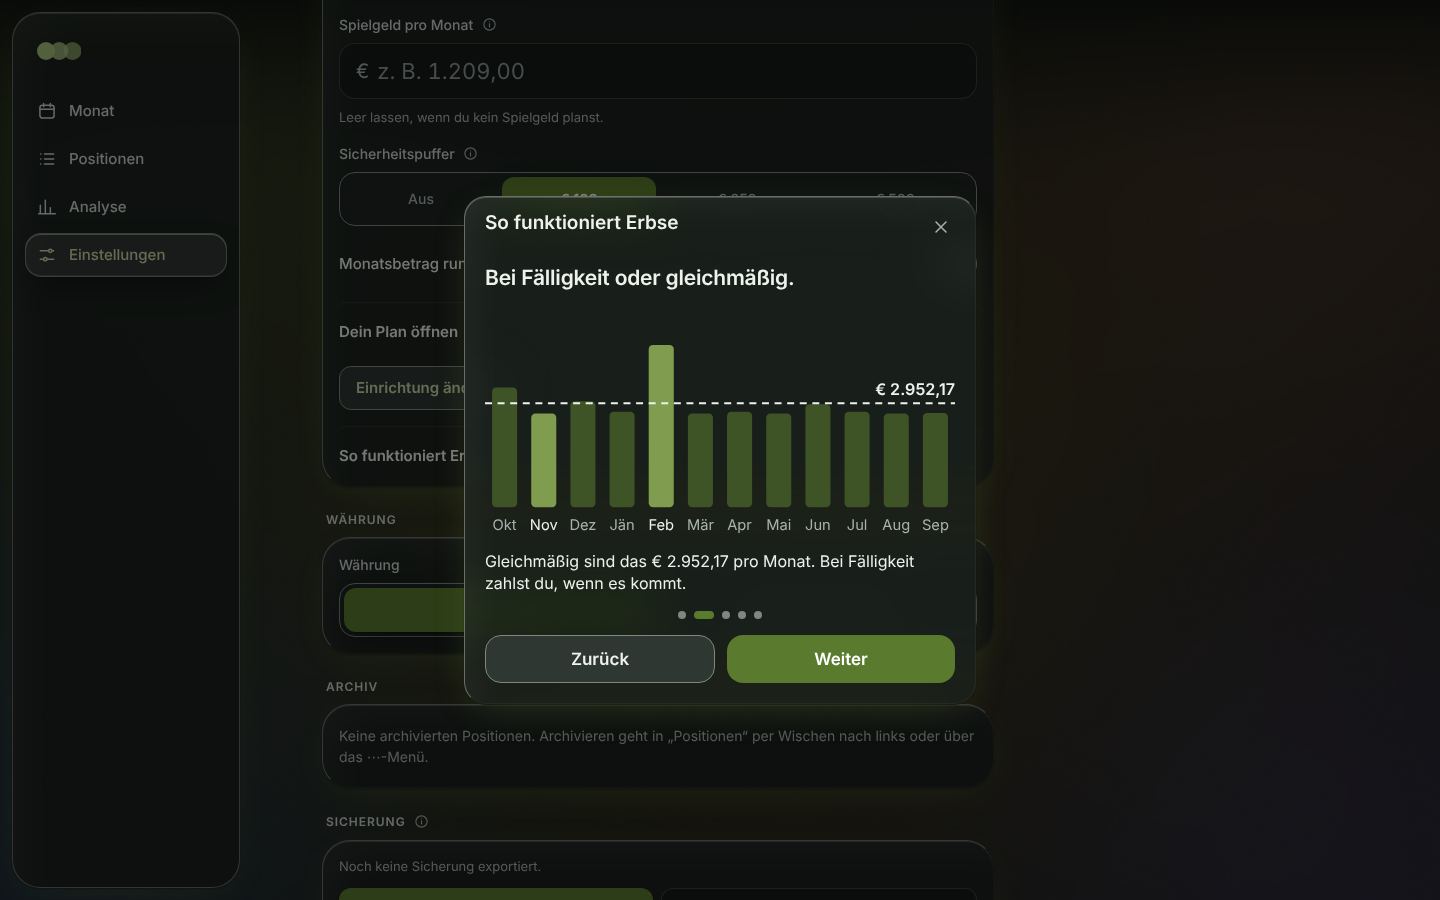 Spielgeld pro Monat
€ z. B. 1.209,00
Leer lassen, wenn du kein Spielgeld planst.
Monat
Positionen
Analyse
Einstellungen
Sicherheitspuffer
Aus
Monatsbetrag
Dein Plan öffnen
Einrichtung
So funktioniert
So funktioniert Erbse
Bei Fälligkeit oder gleichmäßig.
€ 2.952,17
Okt Nov Dez Jän Feb Mär Apr Mai Jun Jul Aug Sep
Gleichmäßig sind das € 2.952,17 pro Monat. Bei Fälligkeit
zahlst du, wenn es kommt.
Zurück Weiter
WÄHRUNG
Währung
ARCHIV
Keine archivierten Positionen. Archivieren geht in „Positionen“ per Wischen nach links oder über
das ···-Menü.
SICHERUNG
Noch keine Sicherung exportiert.